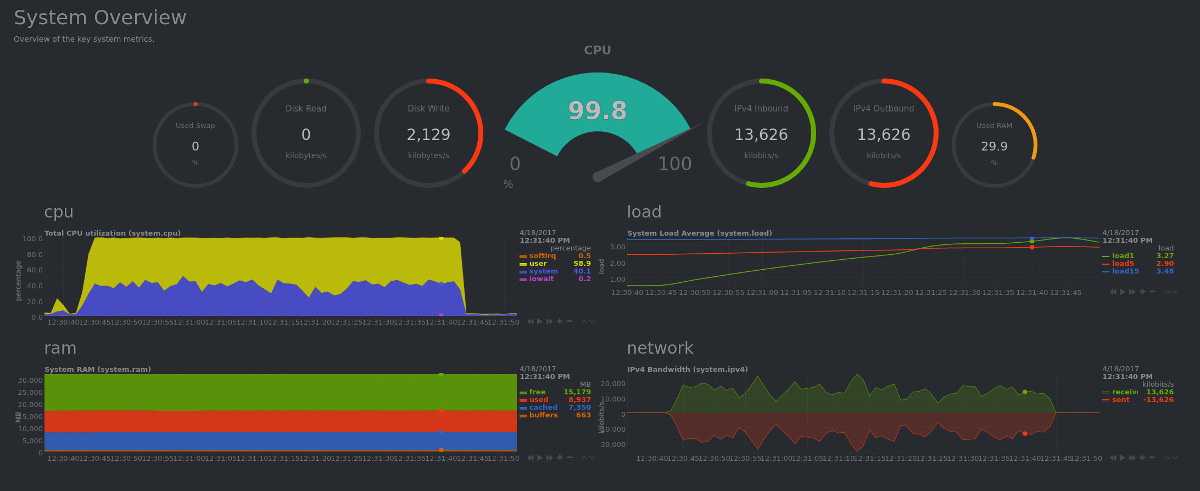 System Overview
Overview of the key system metrics.
CPU
Used Swap
0
%
Disk Read
0
kilobytes/s
Disk Write
2,129
kilobytes/s
99.8
0
100
%
IPv4 Inbound
13,626
kilobits/s
IPv4 Outbound
13,626
kilobits/s
Used RAM
29.9
%
cpu
Total CPU utilization (system.cpu)
4/18/2017
12:31:40 PM
percentage
softirq 0.5
user 58.9
system 40.1
iowait 0.2
percentage
100.0
80.0
60.0
40.0
20.0
0.0
12:30:40 12:30:45 12:30:50 12:30:55 12:31:00 12:31:05 12:31:10 12:31:15 12:31:20 12:31:25 12:31:30 12:31:35 12:31:40 12:31:45 12:31:50
load
System Load Average (system.load)
4/18/2017
12:31:40 PM
load
load1 3.27
load5 2.90
load15 3.48
load
3.00
2.00
1.00
12:30:40 12:30:45 12:30:50 12:30:55 12:31:00 12:31:05 12:31:10 12:31:15 12:31:20 12:31:25 12:31:30 12:31:35 12:31:40 12:31:45
ram
System RAM (system.ram)
4/18/2017
12:31:40 PM
MB
free 15,179
used 8,937
cached 7,350
buffers 663
MB
30,000
25,000
20,000
15,000
10,000
5,000
0
12:30:40 12:30:45 12:30:50 12:30:55 12:31:00 12:31:05 12:31:10 12:31:15 12:31:20 12:31:25 12:31:30 12:31:35 12:31:40 12:31:45 12:31:50
network
IPv4 Bandwidth (system.ipv4)
4/18/2017
12:31:40 PM
kilobits/s
receive 13,626
sent -13,626
kilobits/s
20,000
10,000
0
-10,000
-20,000
12:30:40 12:30:45 12:30:50 12:30:55 12:31:00 12:31:05 12:31:10 12:31:15 12:31:20 12:31:25 12:31:30 12:31:35 12:31:40 12:31:45 12:31:50